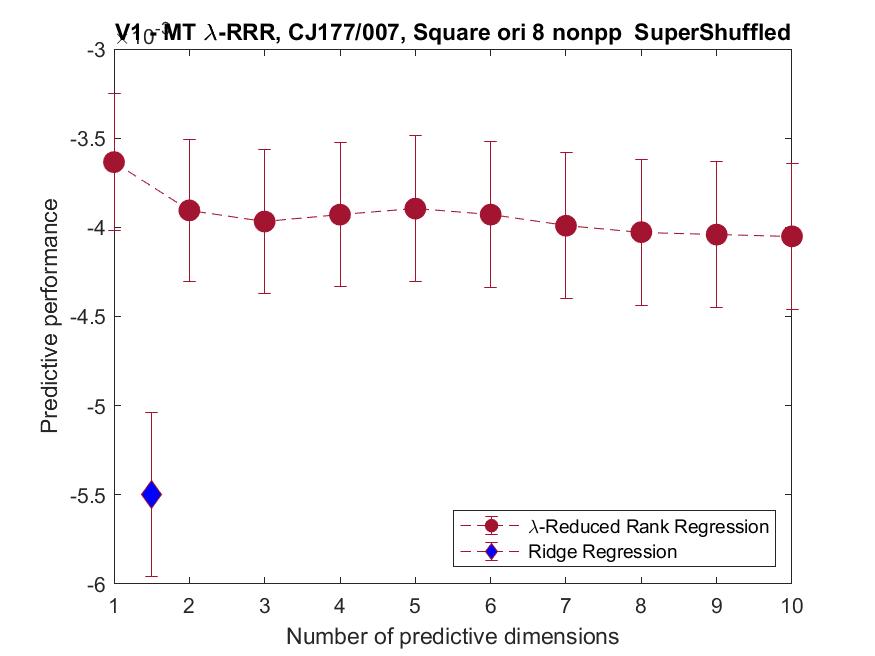 V1 - MT λ-RRR, CJ177/007, Square ori 8 nonpp SuperShuffled
×10⁻³
-3
-3.5
-4
-4.5
-5
-5.5
-6
Predictive performance
λ-Reduced Rank Regression
Ridge Regression
1 2 3 4 5 6 7 8 9 10
Number of predictive dimensions